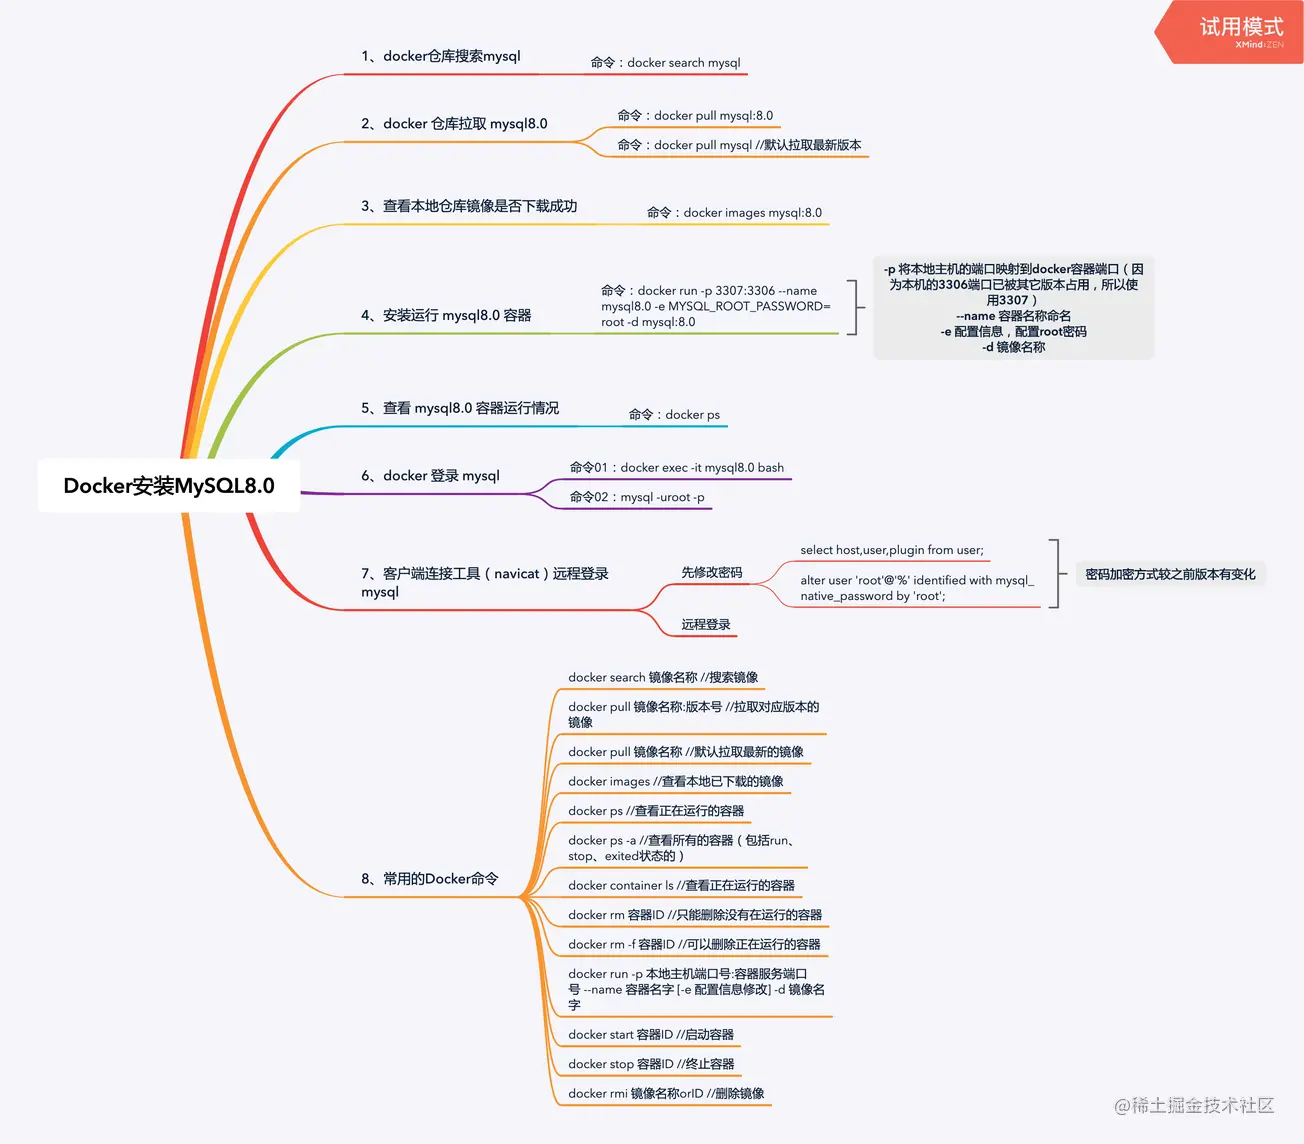 试用模式
XMind:ZEN
1、docker仓库搜索mysql
命令：docker search mysql
2、docker 仓库拉取 mysql8.0
命令：docker pull mysql:8.0
命令：docker pull mysql //默认拉取最新版本
3、查看本地仓库镜像是否下载成功
命令：docker images mysql:8.0
4、安装运行 mysql8.0 容器
命令：docker run -p 3307:3306 --name
mysql8.0 -e MYSQL_ROOT_PASSWORD=
root -d mysql:8.0
-p 将本地主机的端口映射到docker容器端口（因
为本机的3306端口已被其它版本占用，所以使
用3307）
--name 容器名称命名
-e 配置信息，配置root密码
-d 镜像名称
5、查看 mysql8.0 容器运行情况
命令：docker ps
Docker安装MySQL8.0
6、docker 登录 mysql
命令01：docker exec -it mysql8.0 bash
命令02：mysql -uroot -p
7、客户端连接工具（navicat）远程登录
mysql
先修改密码
select host,user,plugin from user;
alter user 'root'@'%' identified with mysql_
native_password by 'root';
密码加密方式较之前版本有变化
远程登录
8、常用的Docker命令
docker search 镜像名称 //搜索镜像
docker pull 镜像名称:版本号 //拉取对应版本的
镜像
docker pull 镜像名称 //默认拉取最新的镜像
docker images //查看本地已下载的镜像
docker ps //查看正在运行的容器
docker ps -a //查看所有的容器（包括run、
stop、exited状态的）
docker container ls //查看正在运行的容器
docker rm 容器ID //只能删除没有在运行的容器
docker rm -f 容器ID //可以删除正在运行的容器
docker run -p 本地主机端口号:容器服务端口
号 --name 容器名字 [-e 配置信息修改] -d 镜像名
字
docker start 容器ID //启动容器
docker stop 容器ID //终止容器
docker rmi 镜像名称orID //删除镜像
@稀土掘金技术社区